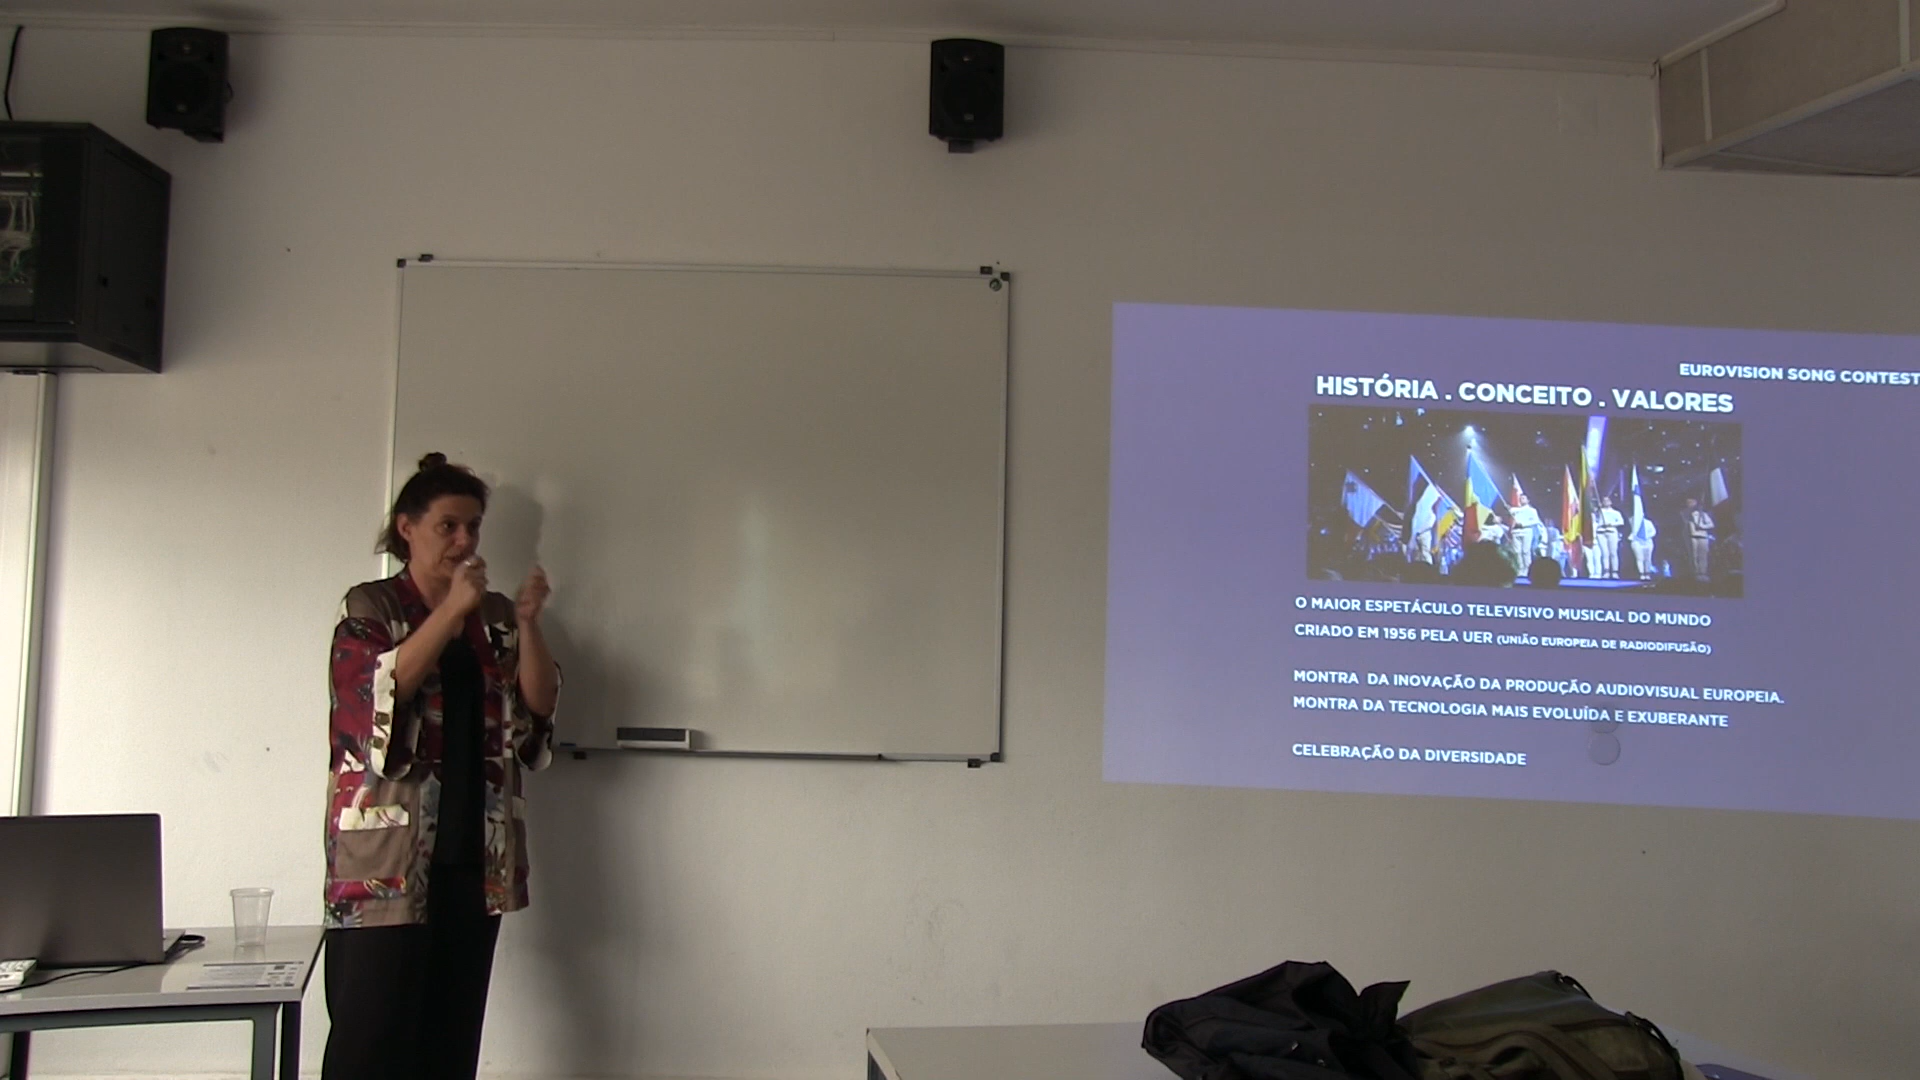 EUROVISION SONG CONTEST
HISTÓRIA . CONCEITO . VALORES
O MAIOR ESPETÁCULO TELEVISIVO MUSICAL DO MUNDO
CRIADO EM 1956 PELA UER (UNIÃO EUROPEIA DE RADIODIFUSÃO)
MONTRA DA INOVAÇÃO DA PRODUÇÃO AUDIOVISUAL EUROPEIA.
MONTRA DA TECNOLOGIA MAIS EVOLUÍDA E EXUBERANTE
CELEBRAÇÃO DA DIVERSIDADE